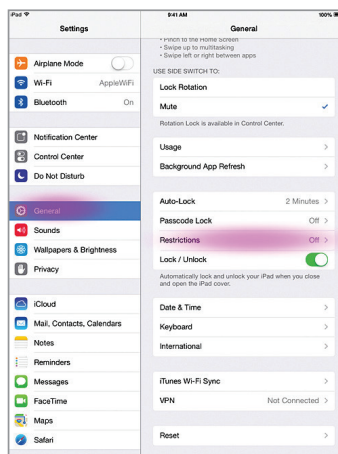 iPad
9:41 AM
100%
Settings
General
• Pinch to the Home Screen
• Swipe up to multitasking
• Swipe left or right between apps
Airplane Mode
Wi-Fi AppleWiFi
Bluetooth On
Notification Center
Control Center
Do Not Disturb
General
Sounds
Wallpapers & Brightness
Privacy
iCloud
Mail, Contacts, Calendars
Notes
Reminders
Messages
FaceTime
Maps
Safari
USE SIDE SWITCH TO:
Lock Rotation
Mute
Rotation Lock is available in Control Center.
Usage
Background App Refresh
Auto-Lock 2 Minutes
Passcode Lock Off
Restrictions Off
Lock / Unlock
Automatically lock and unlock your iPad when you close
and open the iPad cover.
Date & Time
Keyboard
International
iTunes Wi-Fi Sync
VPN Not Connected
Reset